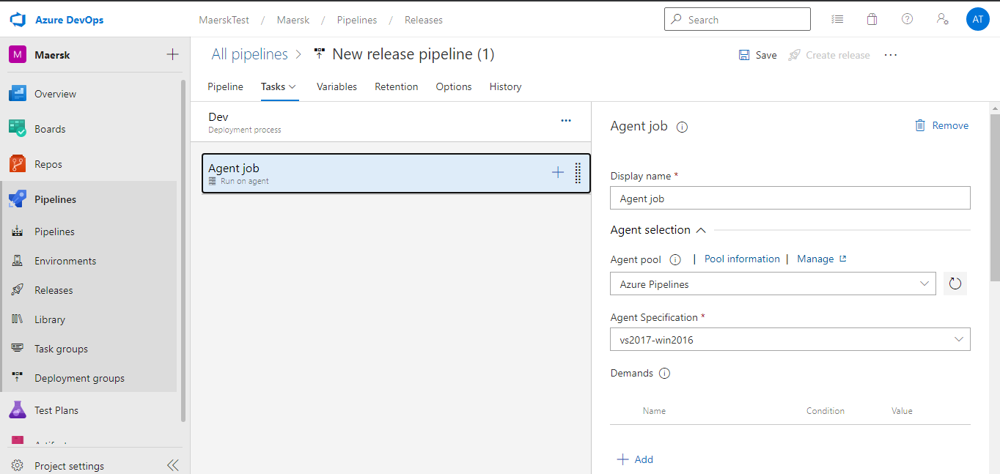 Azure DevOps
MaerskTest / Maersk / Pipelines / Releases
Search
AT
M Maersk
Overview
Boards
Repos
Pipelines
Pipelines
Environments
Releases
Library
Task groups
Deployment groups
Test Plans
Project settings
All pipelines > New release pipeline (1)
Save
Create release
Pipeline Tasks Variables Retention Options History
Dev
Deployment process
Agent job
Run on agent
Agent job
Remove
Display name *
Agent job
Agent selection
Agent pool | Pool information | Manage
Azure Pipelines
Agent Specification *
vs2017-win2016
Demands
Name Condition Value
Add